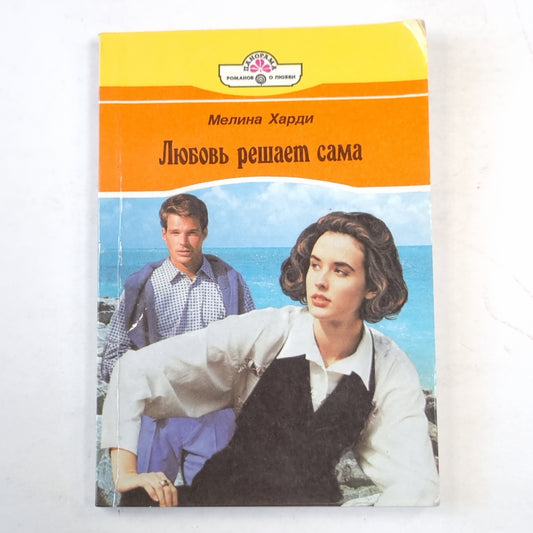 ПАНОРАМА
РОМАНОВ О ЛЮБВИ
Мелина Харди
Любовь решает сама